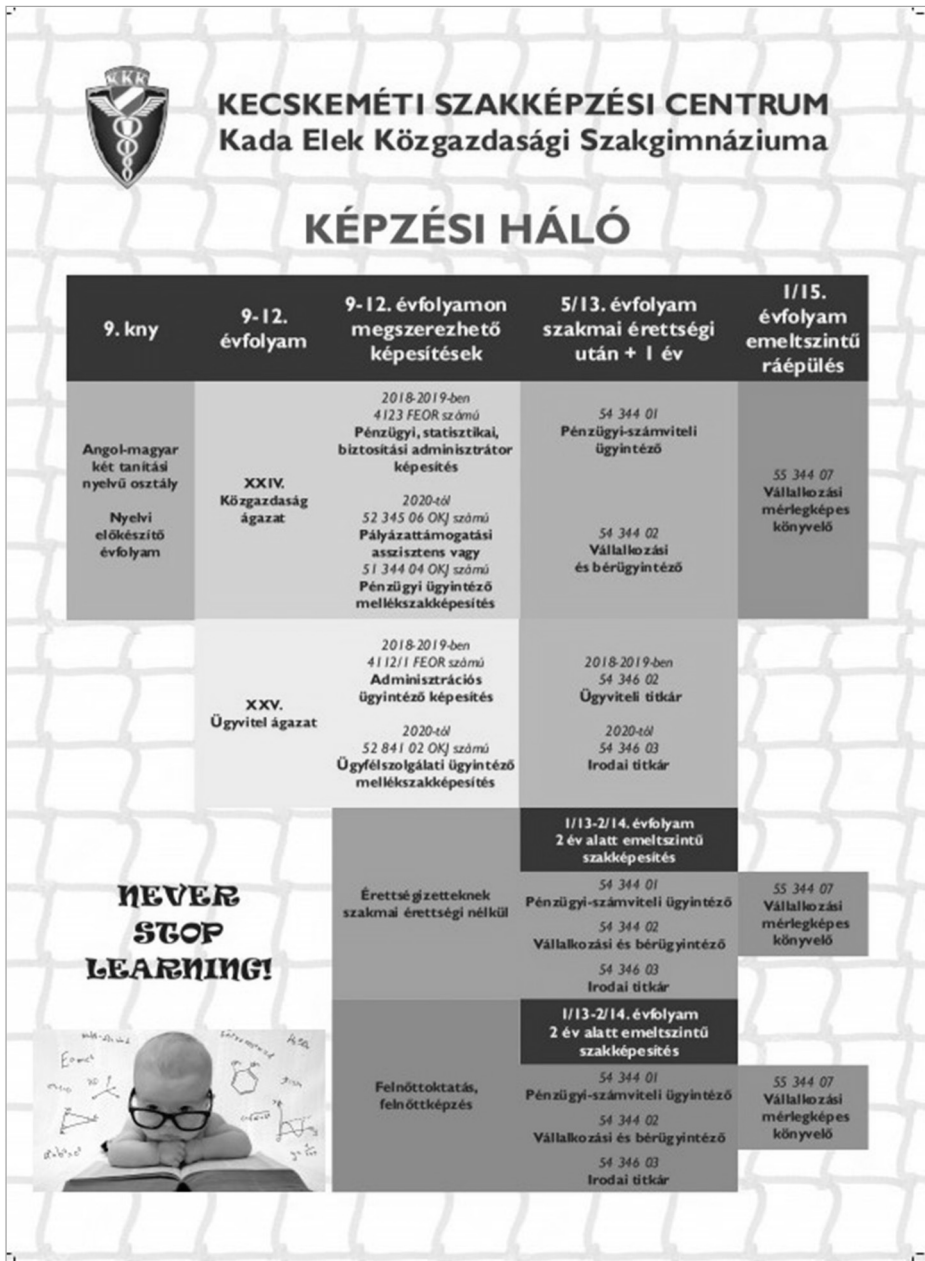 KKK
KECSKEMÉTI SZAKKÉPZÉSI CENTRUM
Kada Elek Közgazdasági Szakgimnáziuma
KÉPZÉSI HÁLÓ
9. kny
9-12.
évfolyam
9-12. évfolyamon
megszerezhető
képesítések
5/13. évfolyam
szakmai érettségi
után + 1 év
1/15.
évfolyam
emeltszintű
ráépülés
Angol-magyar
két tanítási
nyelvű osztály
Nyelvi
előkészítő
évfolyam
XXIV.
Közgazdaság
ágazat
2018-2019-ben
4123 FEOR számú
Pénzügyi, statisztikai,
biztosítási adminisztrátor
képesítés
2020-tól
52 345 06 OKJ számú
Pályázattámogatási
asszisztens vagy
51 344 04 OKJ számú
Pénzügyi ügyintéző
mellékszakképesítés
54 344 01
Pénzügyi-számviteli
ügyintéző
54 344 02
Vállalkozási
és bérügyintéző
55 344 07
Vállalkozási
mérlegképes
könyvelő
XXV.
Ügyvitel ágazat
2018-2019-ben
4112/1 FEOR számú
Adminisztrációs
ügyintéző képesítés
2020-tól
52 841 02 OKJ számú
Ügyfélszolgálati ügyintéző
mellékszakképesítés
2018-2019-ben
54 346 02
Ügyviteli titkár
2020-tól
54 346 03
Irodai titkár
NEVER
STOP
LEARNING!
Érettségizetteknek
szakmai érettségi nélkül
1/13-2/14. évfolyam
2 év alatt emeltszintű
szakképesítés
54 344 01
Pénzügyi-számviteli ügyintéző
54 344 02
Vállalkozási és bérügyintéző
54 346 03
Irodai titkár
55 344 07
Vállalkozási
mérlegképes
könyvelő
Felnőttoktatás,
felnőttképzés
1/13-2/14. évfolyam
2 év alatt emeltszintű
szakképesítés
54 344 01
Pénzügyi-számviteli ügyintéző
54 344 02
Vállalkozási és bérügyintéző
54 346 03
Irodai titkár
55 344 07
Vállalkozási
mérlegképes
könyvelő